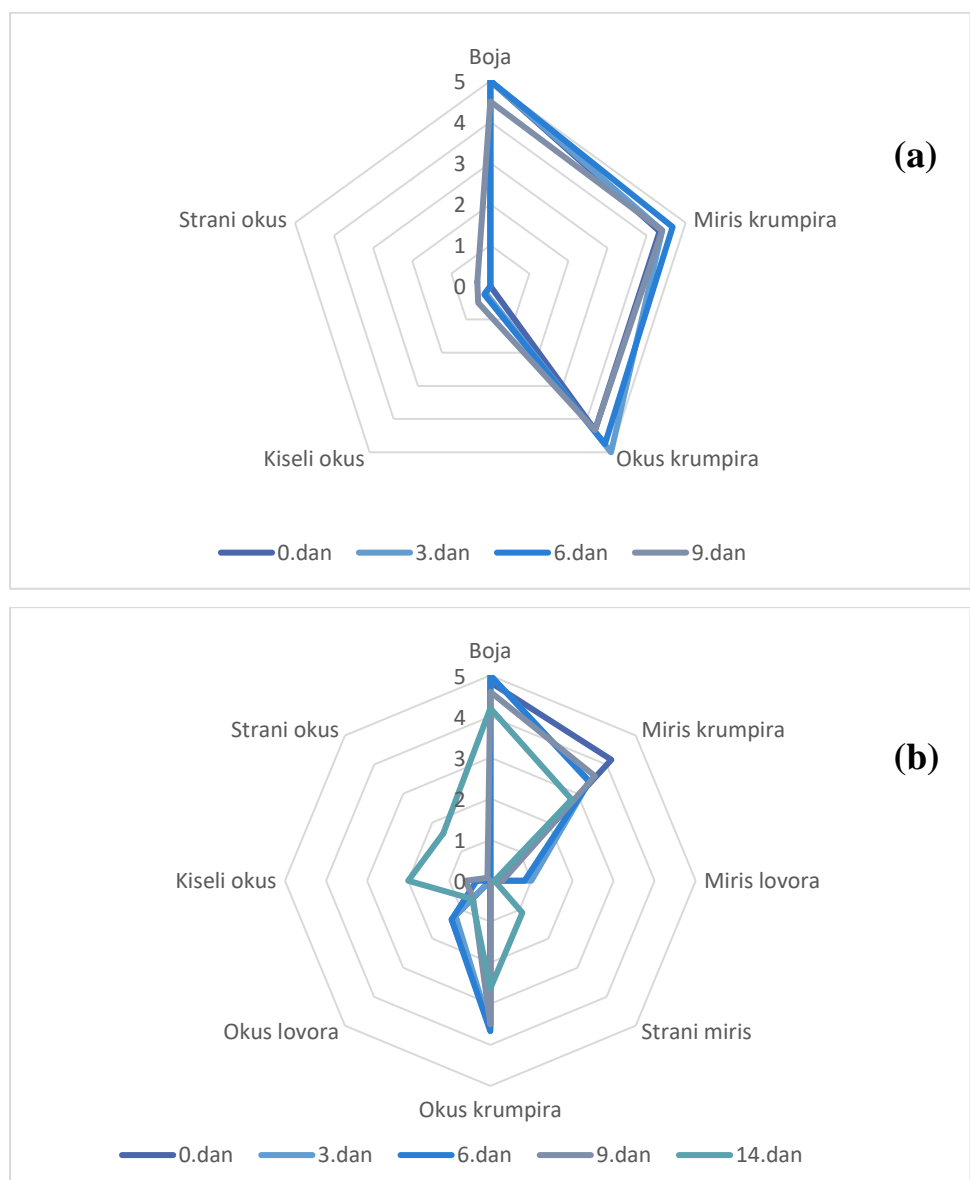 Boja
5
4
3
2
1
0
(a)
Strani okus
Miris krumpira
Kiseli okus
Okus krumpira
0.dan 3.dan 6.dan 9.dan
Boja
5
4
3
2
1
0
Strani okus
Miris krumpira
(b)
Kiseli okus
Miris lovora
Okus lovora
Strani miris
Okus krumpira
0.dan 3.dan 6.dan 9.dan 14.dan